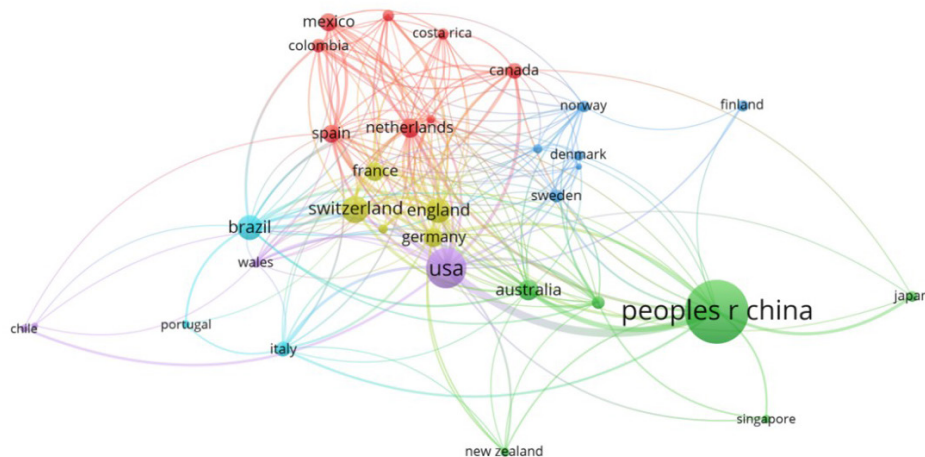 mexico
costa rica
colombia
canada
norway
finland
spain
netherlands
denmark
france
sweden
switzerland
england
brazil
germany
wales
usa
australia
japan
peoples r china
chile
portugal
italy
singapore
new zealand